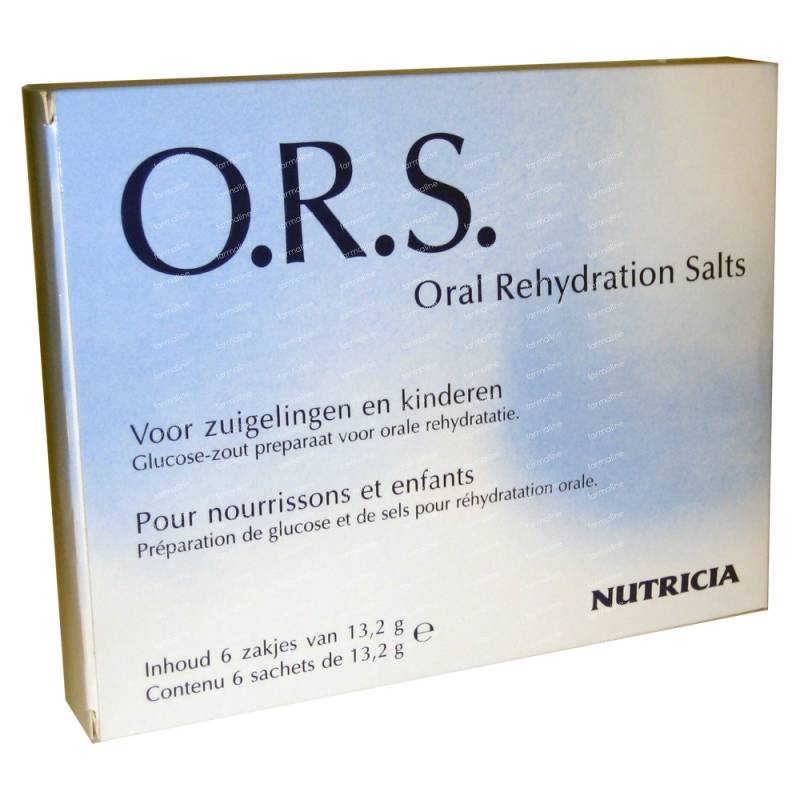 O.R.S.
Oral Rehydration Salts
Voor zuigelingen en kinderen
Glucose-zout preparaat voor orale rehydratatie.
Pour nourrissons et enfants
Préparation de glucose et de sels pour réhydratation orale.
NUTRICIA
Inhoud 6 zakjes van 13,2 g ℮
Contenu 6 sachets de 13,2 g
farmaline